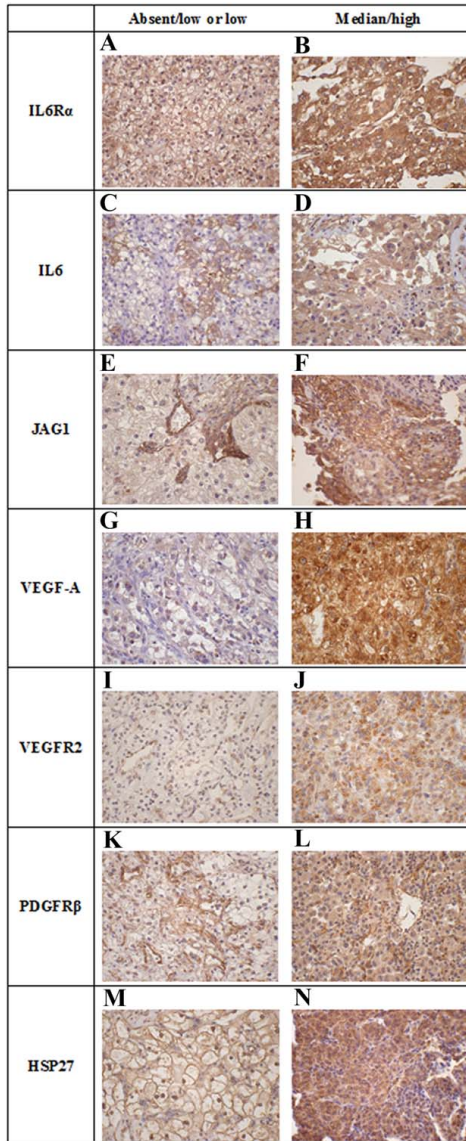 Absent/low or low Median/high
A B
IL6Rα
C D
IL6
E F
JAG1
G H
VEGF-A
I J
VEGFR2
K L
PDGFRβ
M N
HSP27